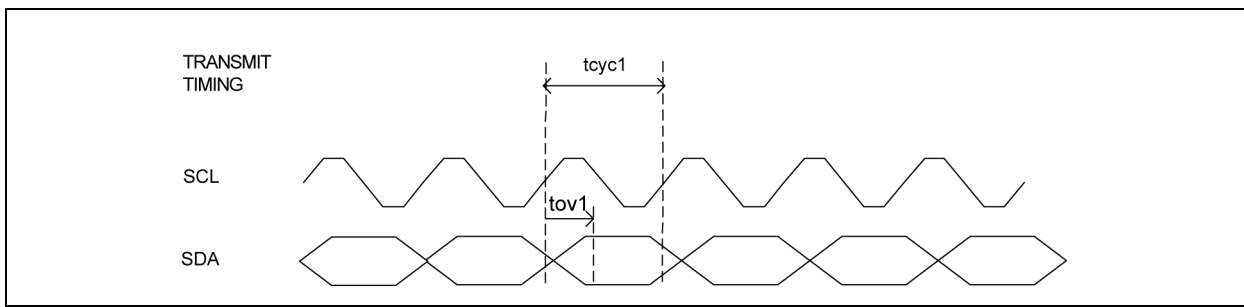 TRANSMIT
TIMING
tcyc1
SCL
tov1
SDA